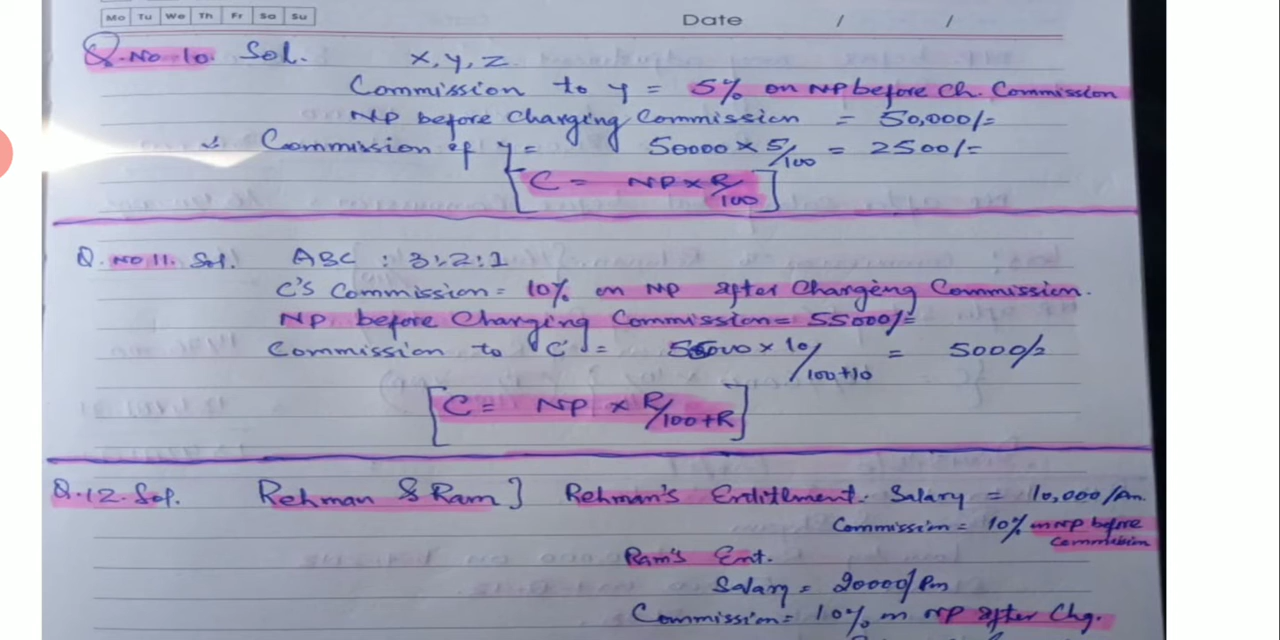 Mo Tu We Th Fr Sa Su
Date / /
Q.No 10. Sol. X, Y, Z
Commission to Y = 5% on NP before Ch. Commission
NP before Charging Commission = 50,000/=
∴ Commission of Y = 50000 × 5/100 = 2500/=
[C = NP × R/100]
Q. No 11. Sol. ABC : 3:2:1
C's Commission = 10% on NP after Charging Commission.
NP before Charging Commission = 55000/=
Commission to 'C' = 55000 × 10/100+10 = 5000/=
[C = NP × R/100+R]
Q.12. Sol. Rehman & Ram] Rehman's Entitlment. Salary = 10,000/Am.
Commission = 10% on NP before
Commission
Ram's Ent.
Salary = 20000/Pm
Commission = 10% on NP after Chg.